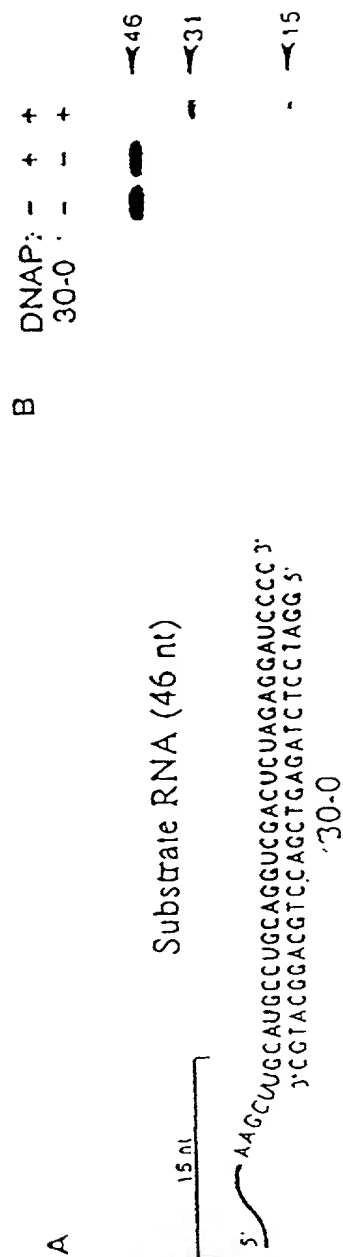 A
15 nt
Substrate RNA (46 nt)
5' AAGCUUGCAUGCCUGCAGGUCGACUCUAGAGGAUCCCC 3'
3' CGTACGGACGTCCAGCTGAGATCTCCTAGG 5'
30-0
B
DNAP: - + +
30-0 : - - +
46
31
15